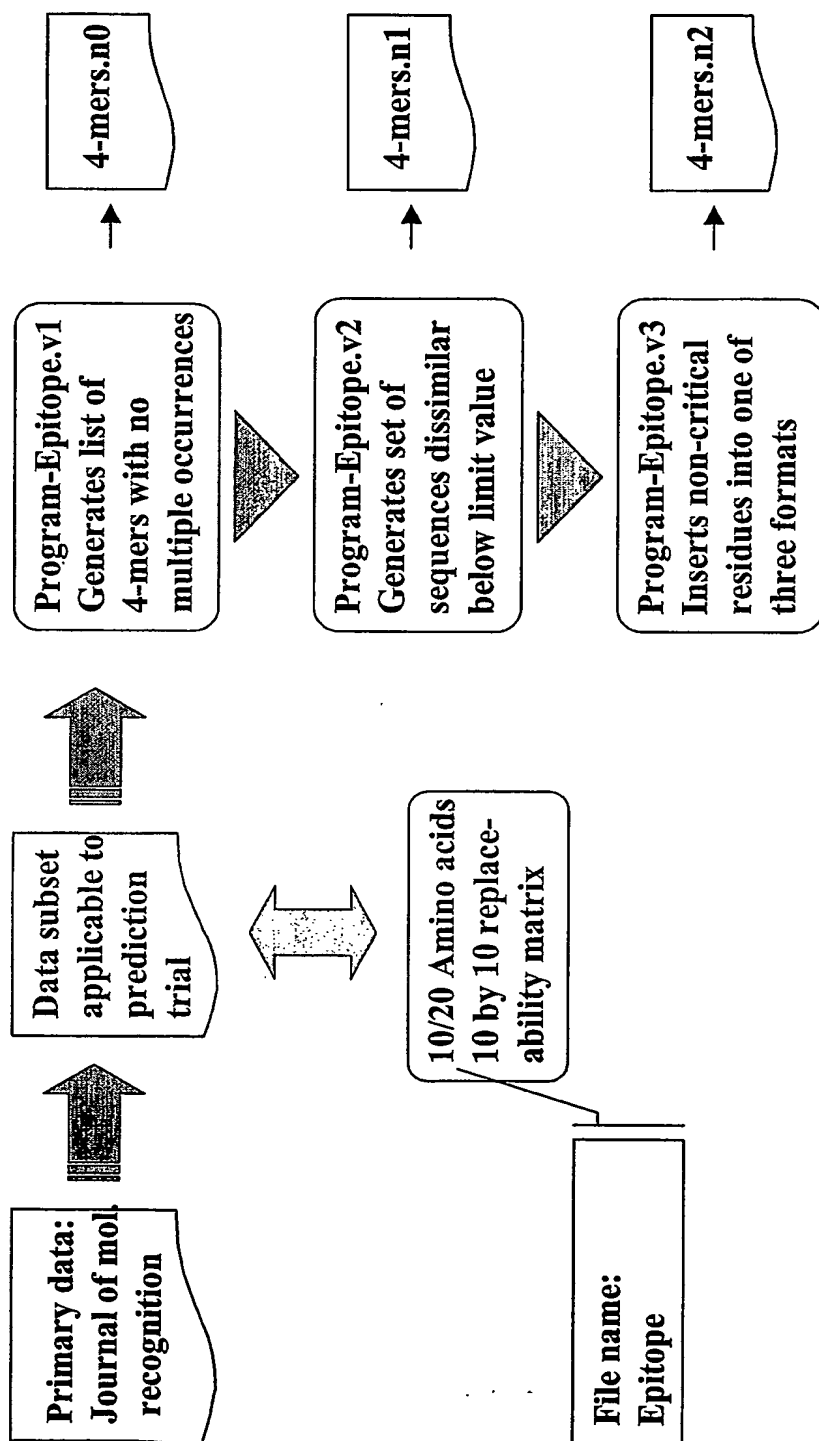 Primary data:
Journal of mol.
recognition
Data subset
applicable to
prediction
trial
10/20 Amino acids
10 by 10 replace-
ability matrix
File name:
Epitope
Program-Epitope.v1
Generates list of
4-mers with no
multiple occurrences
4-mers.n0
Program-Epitope.v2
Generates set of
sequences dissimilar
below limit value
4-mers.n1
Program-Epitope.v3
Inserts non-critical
residues into one of
three formats
4-mers.n2